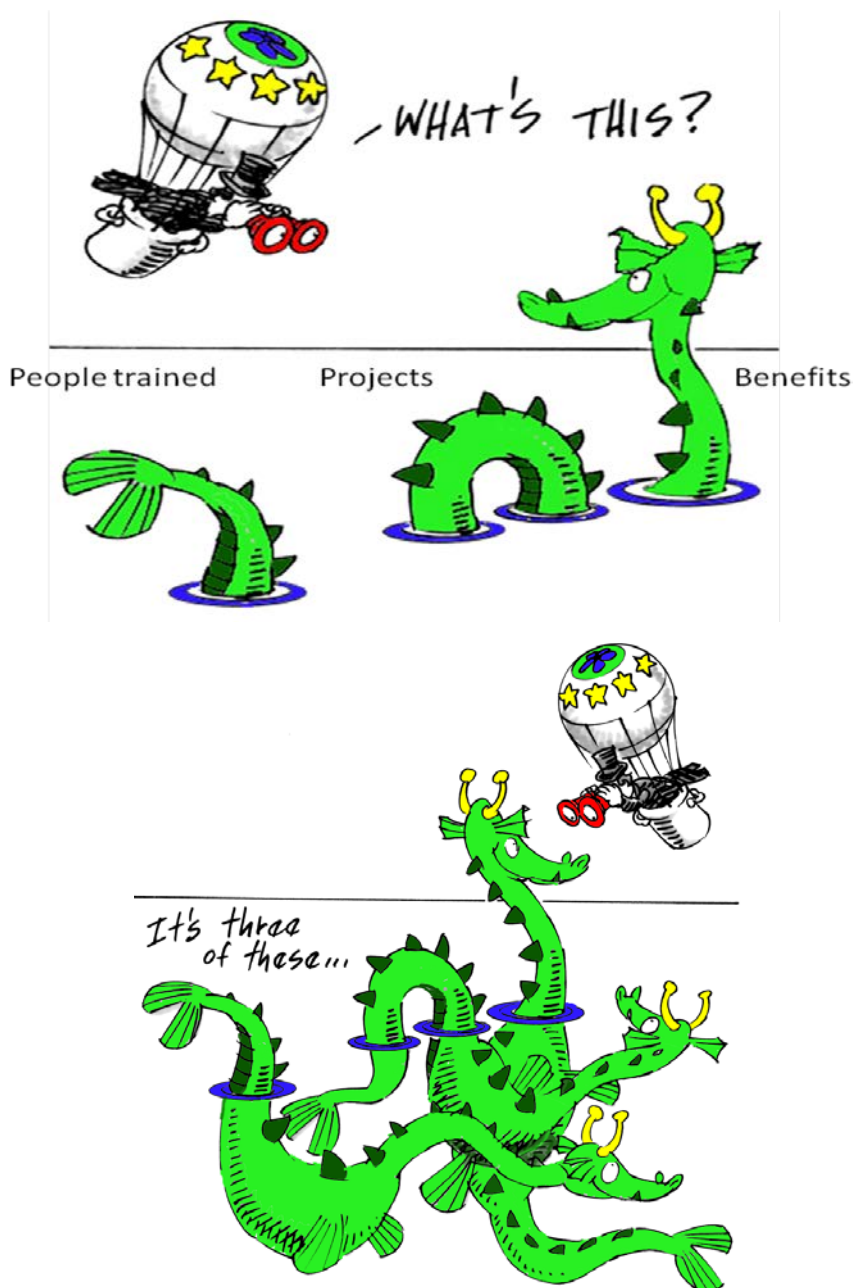 WHAT'S THIS?
People trained
Projects
Benefits
It's three
of these...